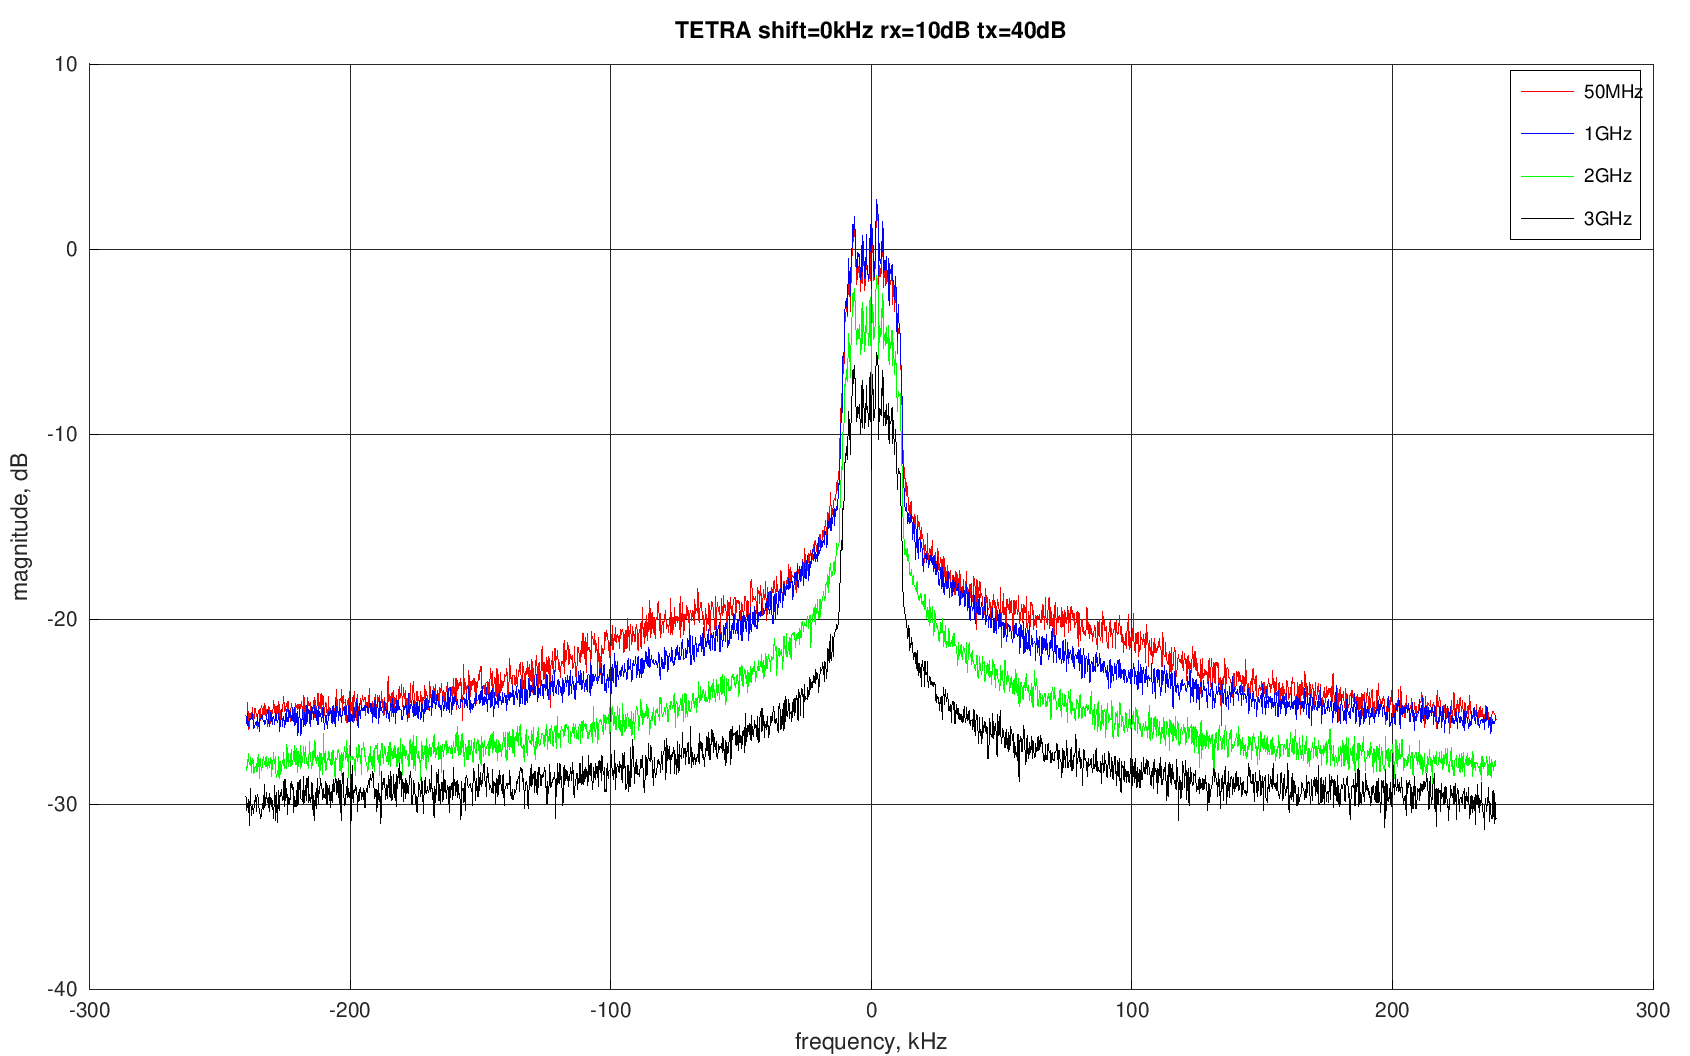 TETRA shift=0kHz rx=10dB tx=40dB
10
0
-10
-20
-30
-40
magnitude, dB
50MHz
1GHz
2GHz
3GHz
-300
-200
-100
0
100
200
300
frequency, kHz